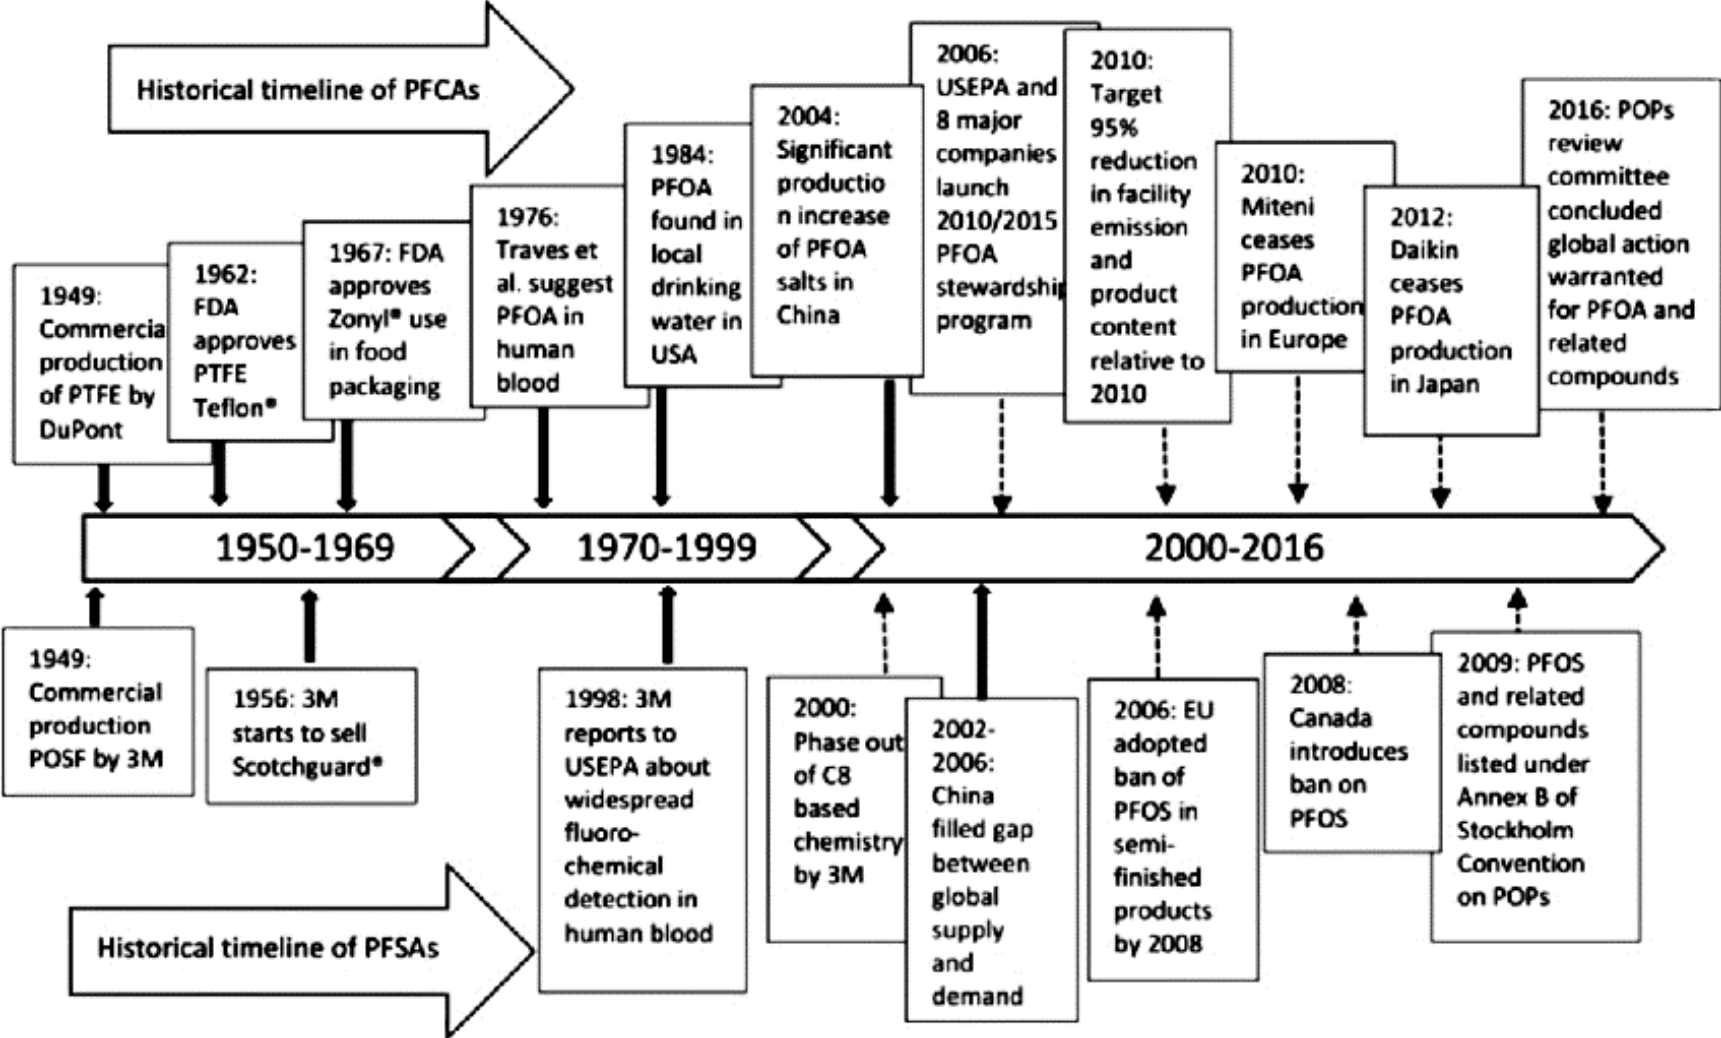 Historical timeline of PFCAs
1949:
Commercia
production
of PTFE by
DuPont
1962:
FDA
approves
PTFE
Teflon®
1967: FDA
approves
Zonyl® use
in food
packaging
1976:
Traves et
al. suggest
PFOA in
human
blood
1984:
PFOA
found in
local
drinking
water in
USA
2004:
Significant
productio
n increase
of PFOA
salts in
China
2006:
USEPA and
8 major
companies
launch
2010/2015
PFOA
stewardship
program
2010:
Target
95%
reduction
in facility
emission
and
product
content
relative to
2010
2010:
Miteni
ceases
PFOA
production
in Europe
2012:
Daikin
ceases
PFOA
production
in Japan
2016: POPs
review
committee
concluded
global action
warranted
for PFOA and
related
compounds
1950-1969
1970-1999
2000-2016
1949:
Commercial
production
POSF by 3M
1956: 3M
starts to sell
Scotchguard®
1998: 3M
reports to
USEPA about
widespread
fluoro-
chemical
detection in
human blood
2000:
Phase out
of C8
based
chemistry
by 3M
2002-
2006:
China
filled gap
between
global
supply
and
demand
2006: EU
adopted
ban of
PFOS in
semi-
finished
products
by 2008
2008:
Canada
introduces
ban on
PFOS
2009: PFOS
and related
compounds
listed under
Annex B of
Stockholm
Convention
on POPs
Historical timeline of PFSAs